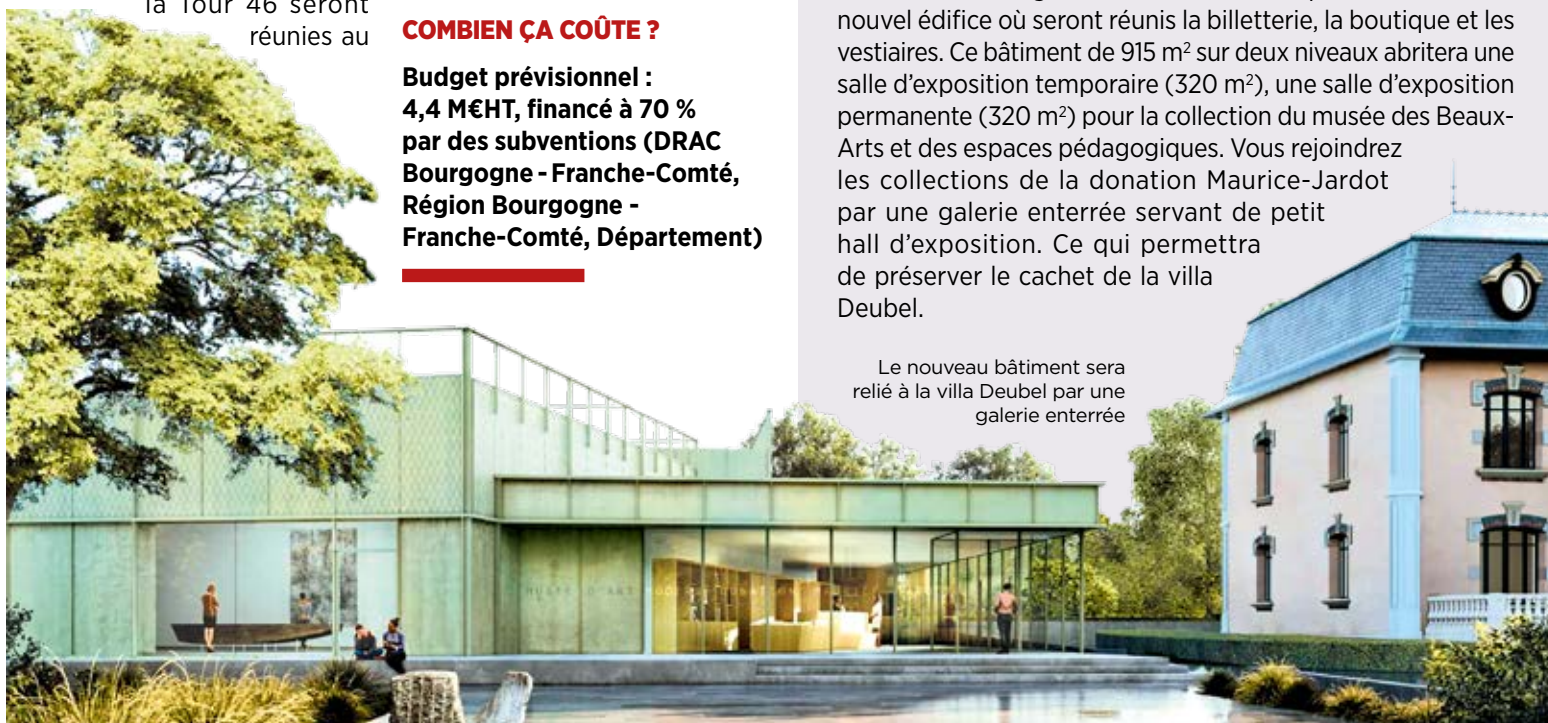 la Tour 46 seront
réunies au
COMBIEN ÇA COÛTE ?
Budget prévisionnel :
4,4 M€HT, financé à 70 %
par des subventions (DRAC
Bourgogne - Franche-Comté,
Région Bourgogne -
Franche-Comté, Département)
nouvel édifice où seront réunis la billetterie, la boutique et les
vestiaires. Ce bâtiment de 915 m² sur deux niveaux abritera une
salle d’exposition temporaire (320 m²), une salle d’exposition
permanente (320 m²) pour la collection du musée des Beaux-
Arts et des espaces pédagogiques. Vous rejoindrez
les collections de la donation Maurice-Jardot
par une galerie enterrée servant de petit
hall d’exposition. Ce qui permettra
de préserver le cachet de la villa
Deubel.
Le nouveau bâtiment sera
relié à la villa Deubel par une
galerie enterrée
MUSÉE D'ART